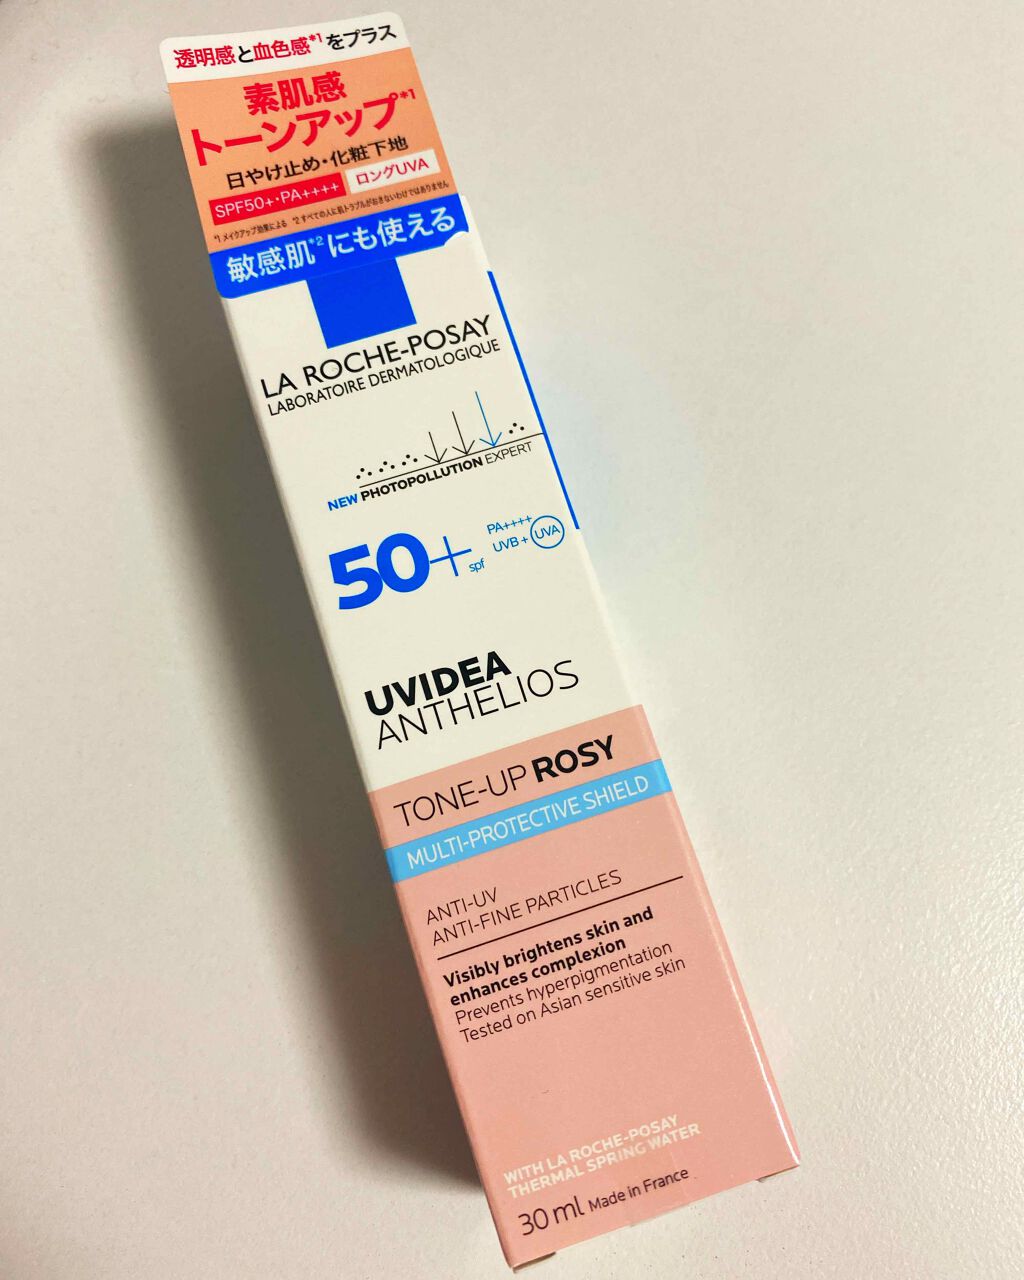 透明感と血色感*1をプラス
素肌感
トーンアップ*1
日やけ止め・化粧下地
SPF50+・PA++++ ロングUVA
*1 メイクアップ効果による *2 すべての人に肌トラブルがおきないわけではありません
敏感肌*2にも使える
LA ROCHE-POSAY
LABORATOIRE DERMATOLOGIQUE
NEW PHOTOPOLLUTION EXPERT
50+ spf
PA++++
UVB + UVA
UVIDEA
ANTHELIOS
TONE-UP ROSY
MULTI-PROTECTIVE SHIELD
ANTI-UV
ANTI-FINE PARTICLES
Visibly brightens skin and
enhances complexion
Prevents hyperpigmentation
Tested on Asian sensitive skin
WITH LA ROCHE-POSAY
THERMAL SPRING WATER
30 ml Made in France